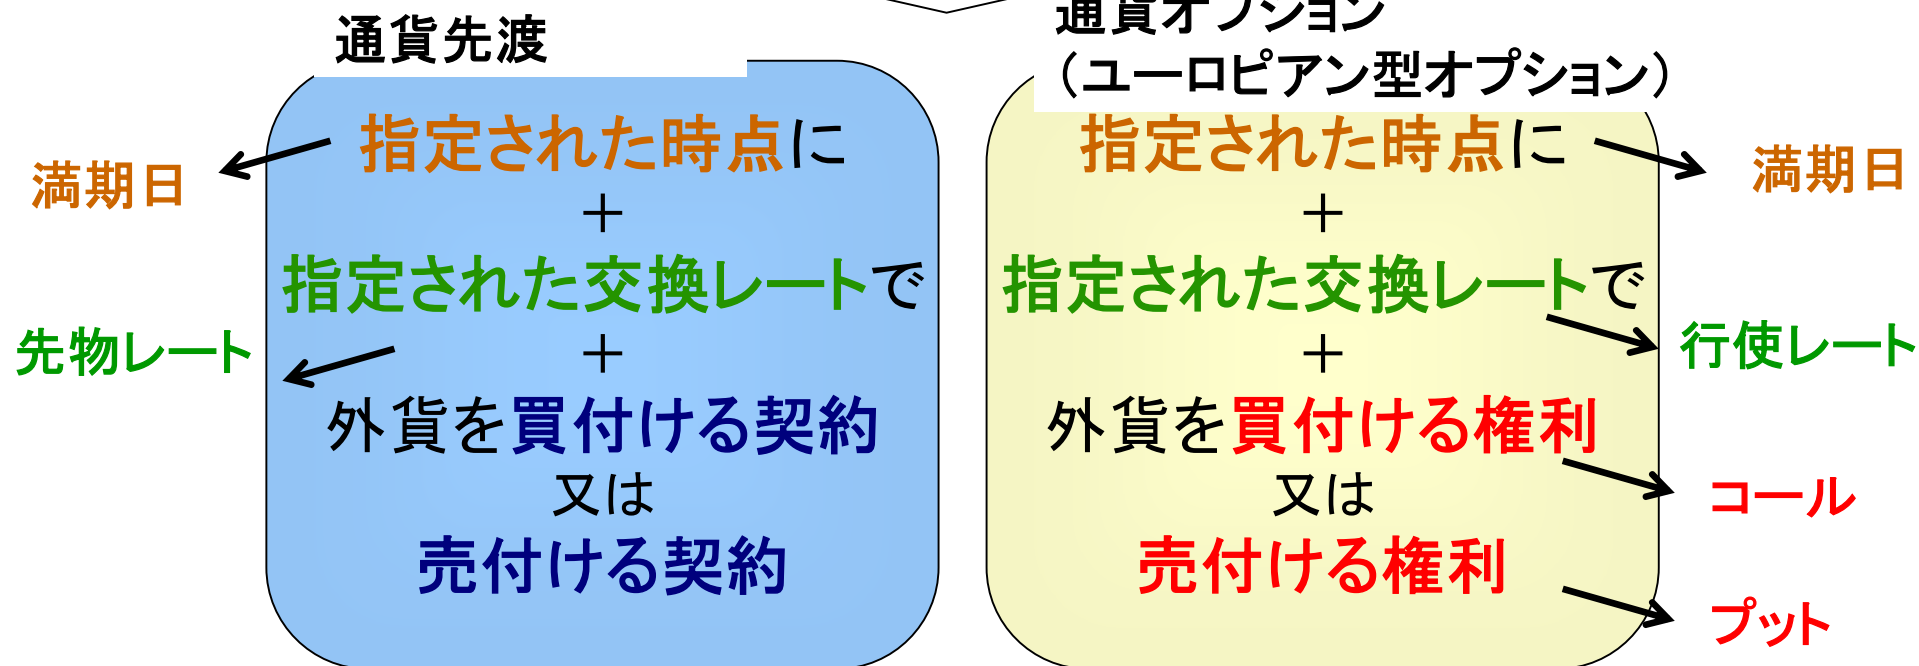 通貨先渡
指定された時点に
+
指定された交換レートで
+
外貨を買付ける契約
又は
売付ける契約
満期日
先物レート
通貨オプション
（ユーロピアン型オプション）
指定された時点に
+
指定された交換レートで
+
外貨を買付ける権利
又は
売付ける権利
満期日
行使レート
コール
プット